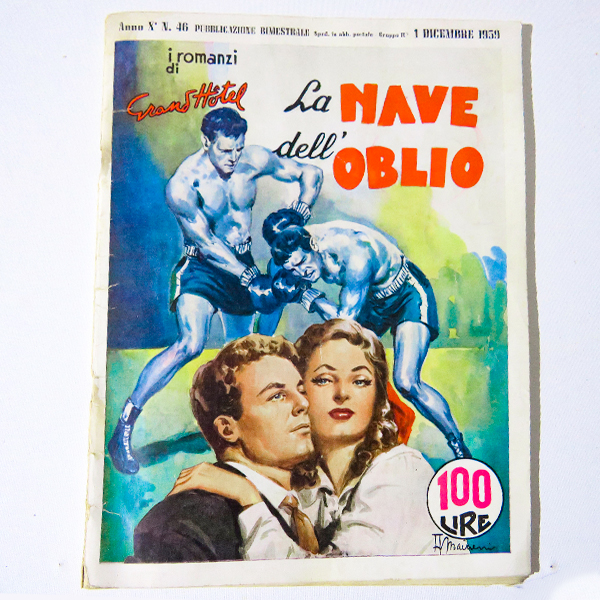 Anno X° N. 46 PUBBLICAZIONE BIMESTRALE Sped. in abb. postale - Gruppo IV° 1 DICEMBRE 1959
i romanzi
di
Grand Hôtel
La NAVE
dell'OBLIO
100
LIRE